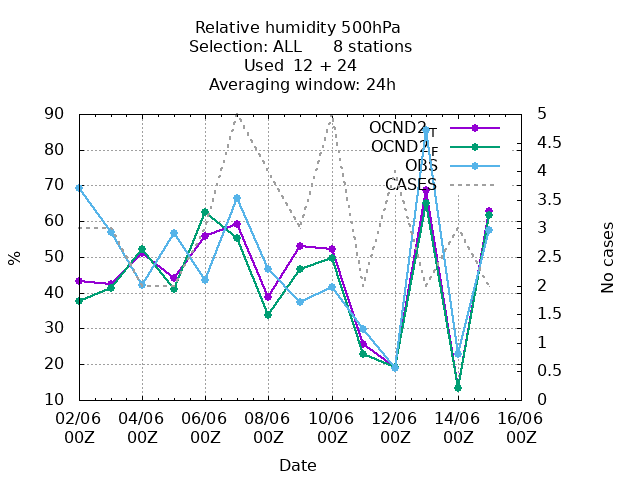 Relative humidity 500hPa
Selection: ALL 8 stations
Used 12 + 24
Averaging window: 24h
90
80
70
60
50
40
30
20
10
%
5
4.5
4
3.5
3
2.5
2
1.5
1
0.5
0
No cases
OCND2_T
OCND2_F
OBS
CASES
02/06 04/06 06/06 08/06 10/06 12/06 14/06 16/06
00Z 00Z 00Z 00Z 00Z 00Z 00Z 00Z
Date